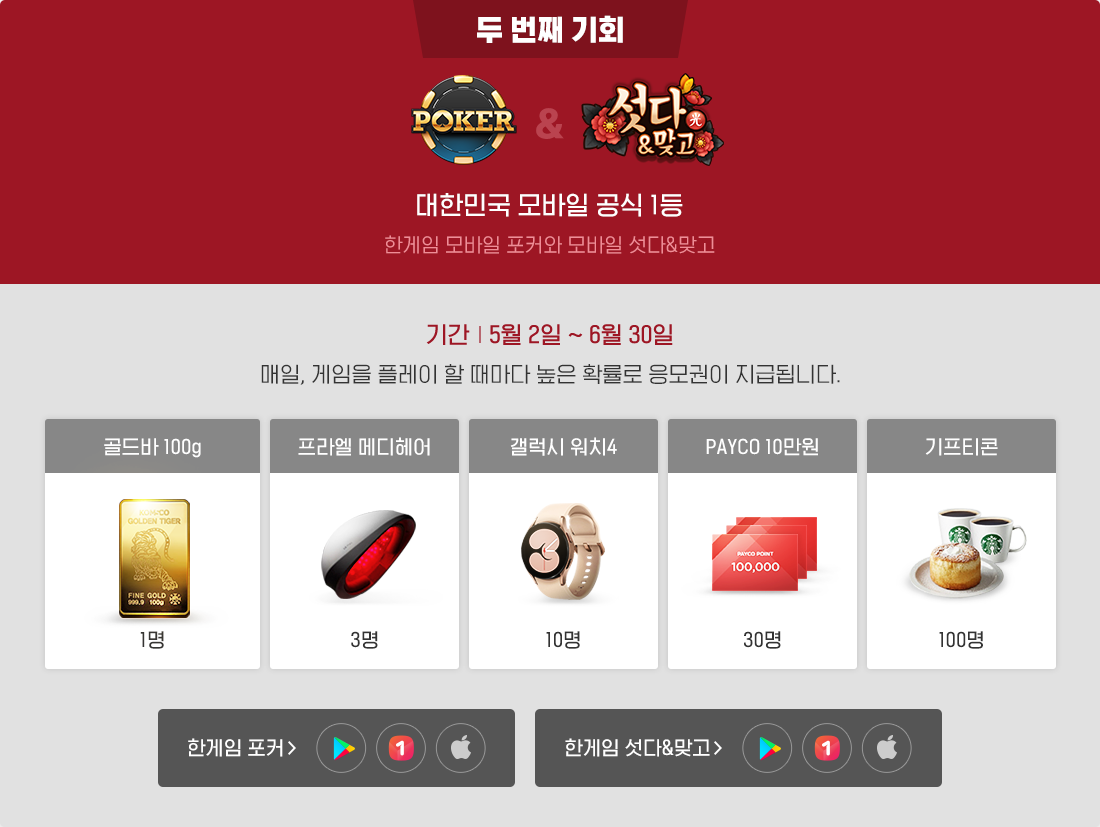 두 번째 기회
POKER
&
섯다
光
&맞고
대한민국 모바일 공식 1등
한게임 모바일 포커와 모바일 섯다&맞고
기간 | 5월 2일 ~ 6월 30일
매일, 게임을 플레이 할 때마다 높은 확률로 응모권이 지급됩니다.
골드바 100g
프라엘 메디헤어
갤럭시 워치4
PAYCO 10만원
기프티콘
GOLDEN TIGER
FINE GOLD
999.9 100g
PAYCO POINT
100,000
1명
3명
10명
30명
100명
한게임 포커 >
1
한게임 섯다&맞고 >
1